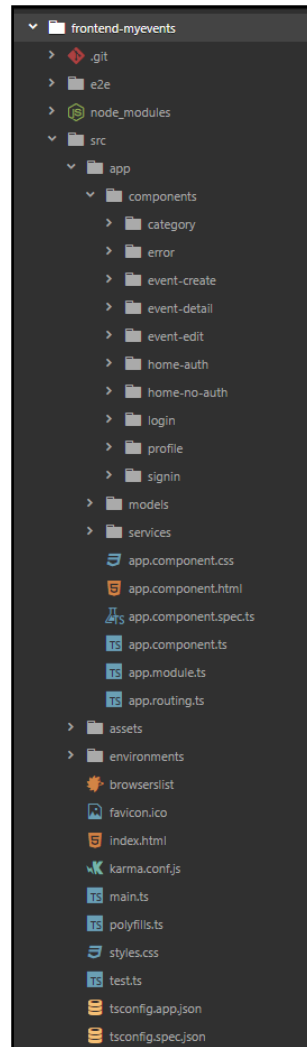 frontend-myevents
.git
e2e
node_modules
src
app
components
category
error
event-create
event-detail
event-edit
home-auth
home-no-auth
login
profile
signin
models
services
app.component.css
app.component.html
app.component.spec.ts
app.component.ts
app.module.ts
app.routing.ts
assets
environments
browserslist
favicon.ico
index.html
karma.conf.js
main.ts
polyfills.ts
styles.css
test.ts
tsconfig.app.json
tsconfig.spec.json